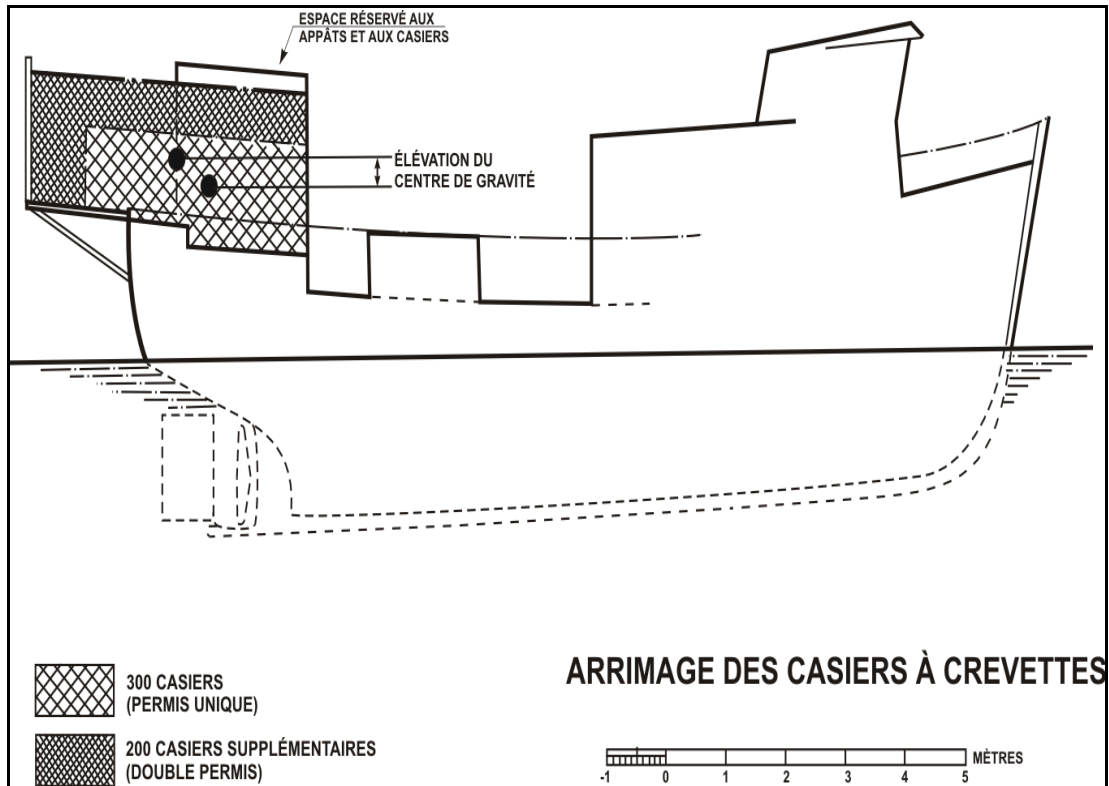 ESPACE RÉSERVÉ AUX
APPÂTS ET AUX CASIERS
ÉLÉVATION DU
CENTRE DE GRAVITÉ
ARRIMAGE DES CASIERS À CREVETTES
300 CASIERS
(PERMIS UNIQUE)
200 CASIERS SUPPLÉMENTAIRES
(DOUBLE PERMIS)
MÈTRES
-1 0 1 2 3 4 5